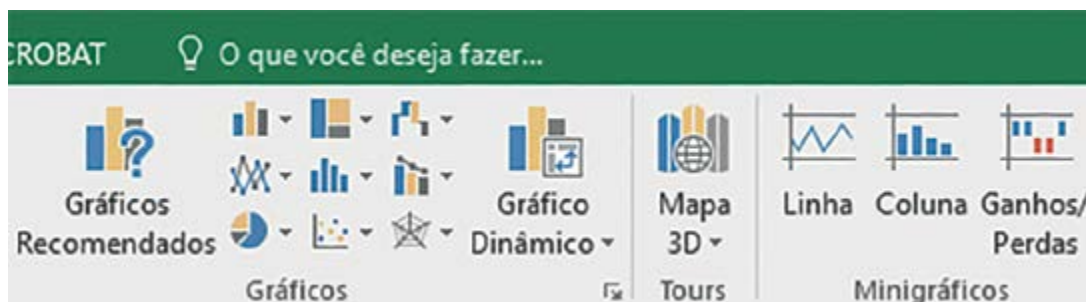 CROBAT
O que você deseja fazer...
Gráficos
Recomendados
Gráfico
Dinâmico
Mapa
3D
Linha
Coluna
Ganhos/
Perdas
Gráficos
Tours
Minigráficos